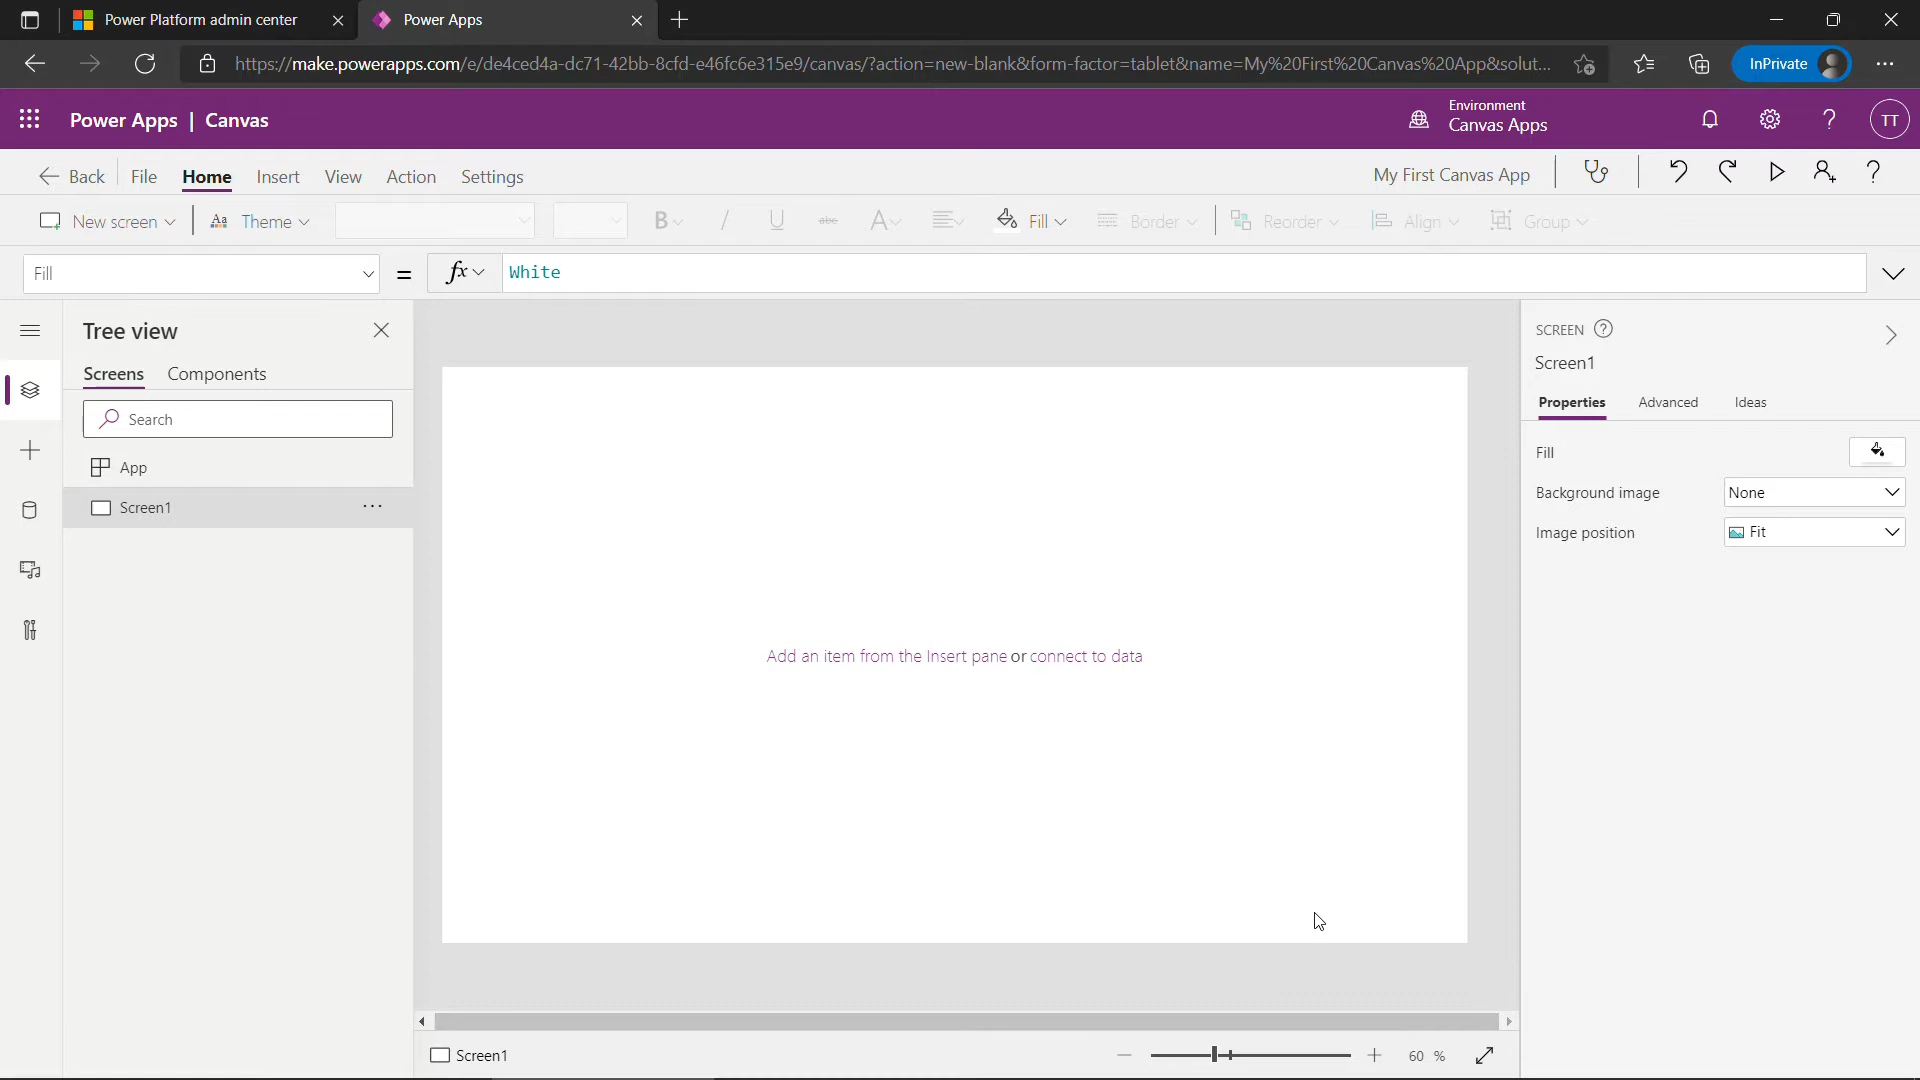 Power Platform admin center
Power Apps
https://make.powerapps.com/e/de4ced4a-dc71-42bb-8cfd-e46fc6e315e9/canvas/?action=new-blank&form-factor=tablet&name=My%20First%20Canvas%20App&solut...
InPrivate
Power Apps | Canvas
Environment
Canvas Apps
TT
Back
File
Home
Insert
View
Action
Settings
My First Canvas App
New screen
Aa
Theme
B
I
U
abc
A
Fill
Border
Reorder
Align
Group
Fill
=
fx
White
Tree view
Screens
Components
Search
App
Screen1
Add an item from the Insert pane or connect to data
SCREEN
Screen1
Properties
Advanced
Ideas
Fill
Background image
None
Image position
Fit
Screen1
60 %